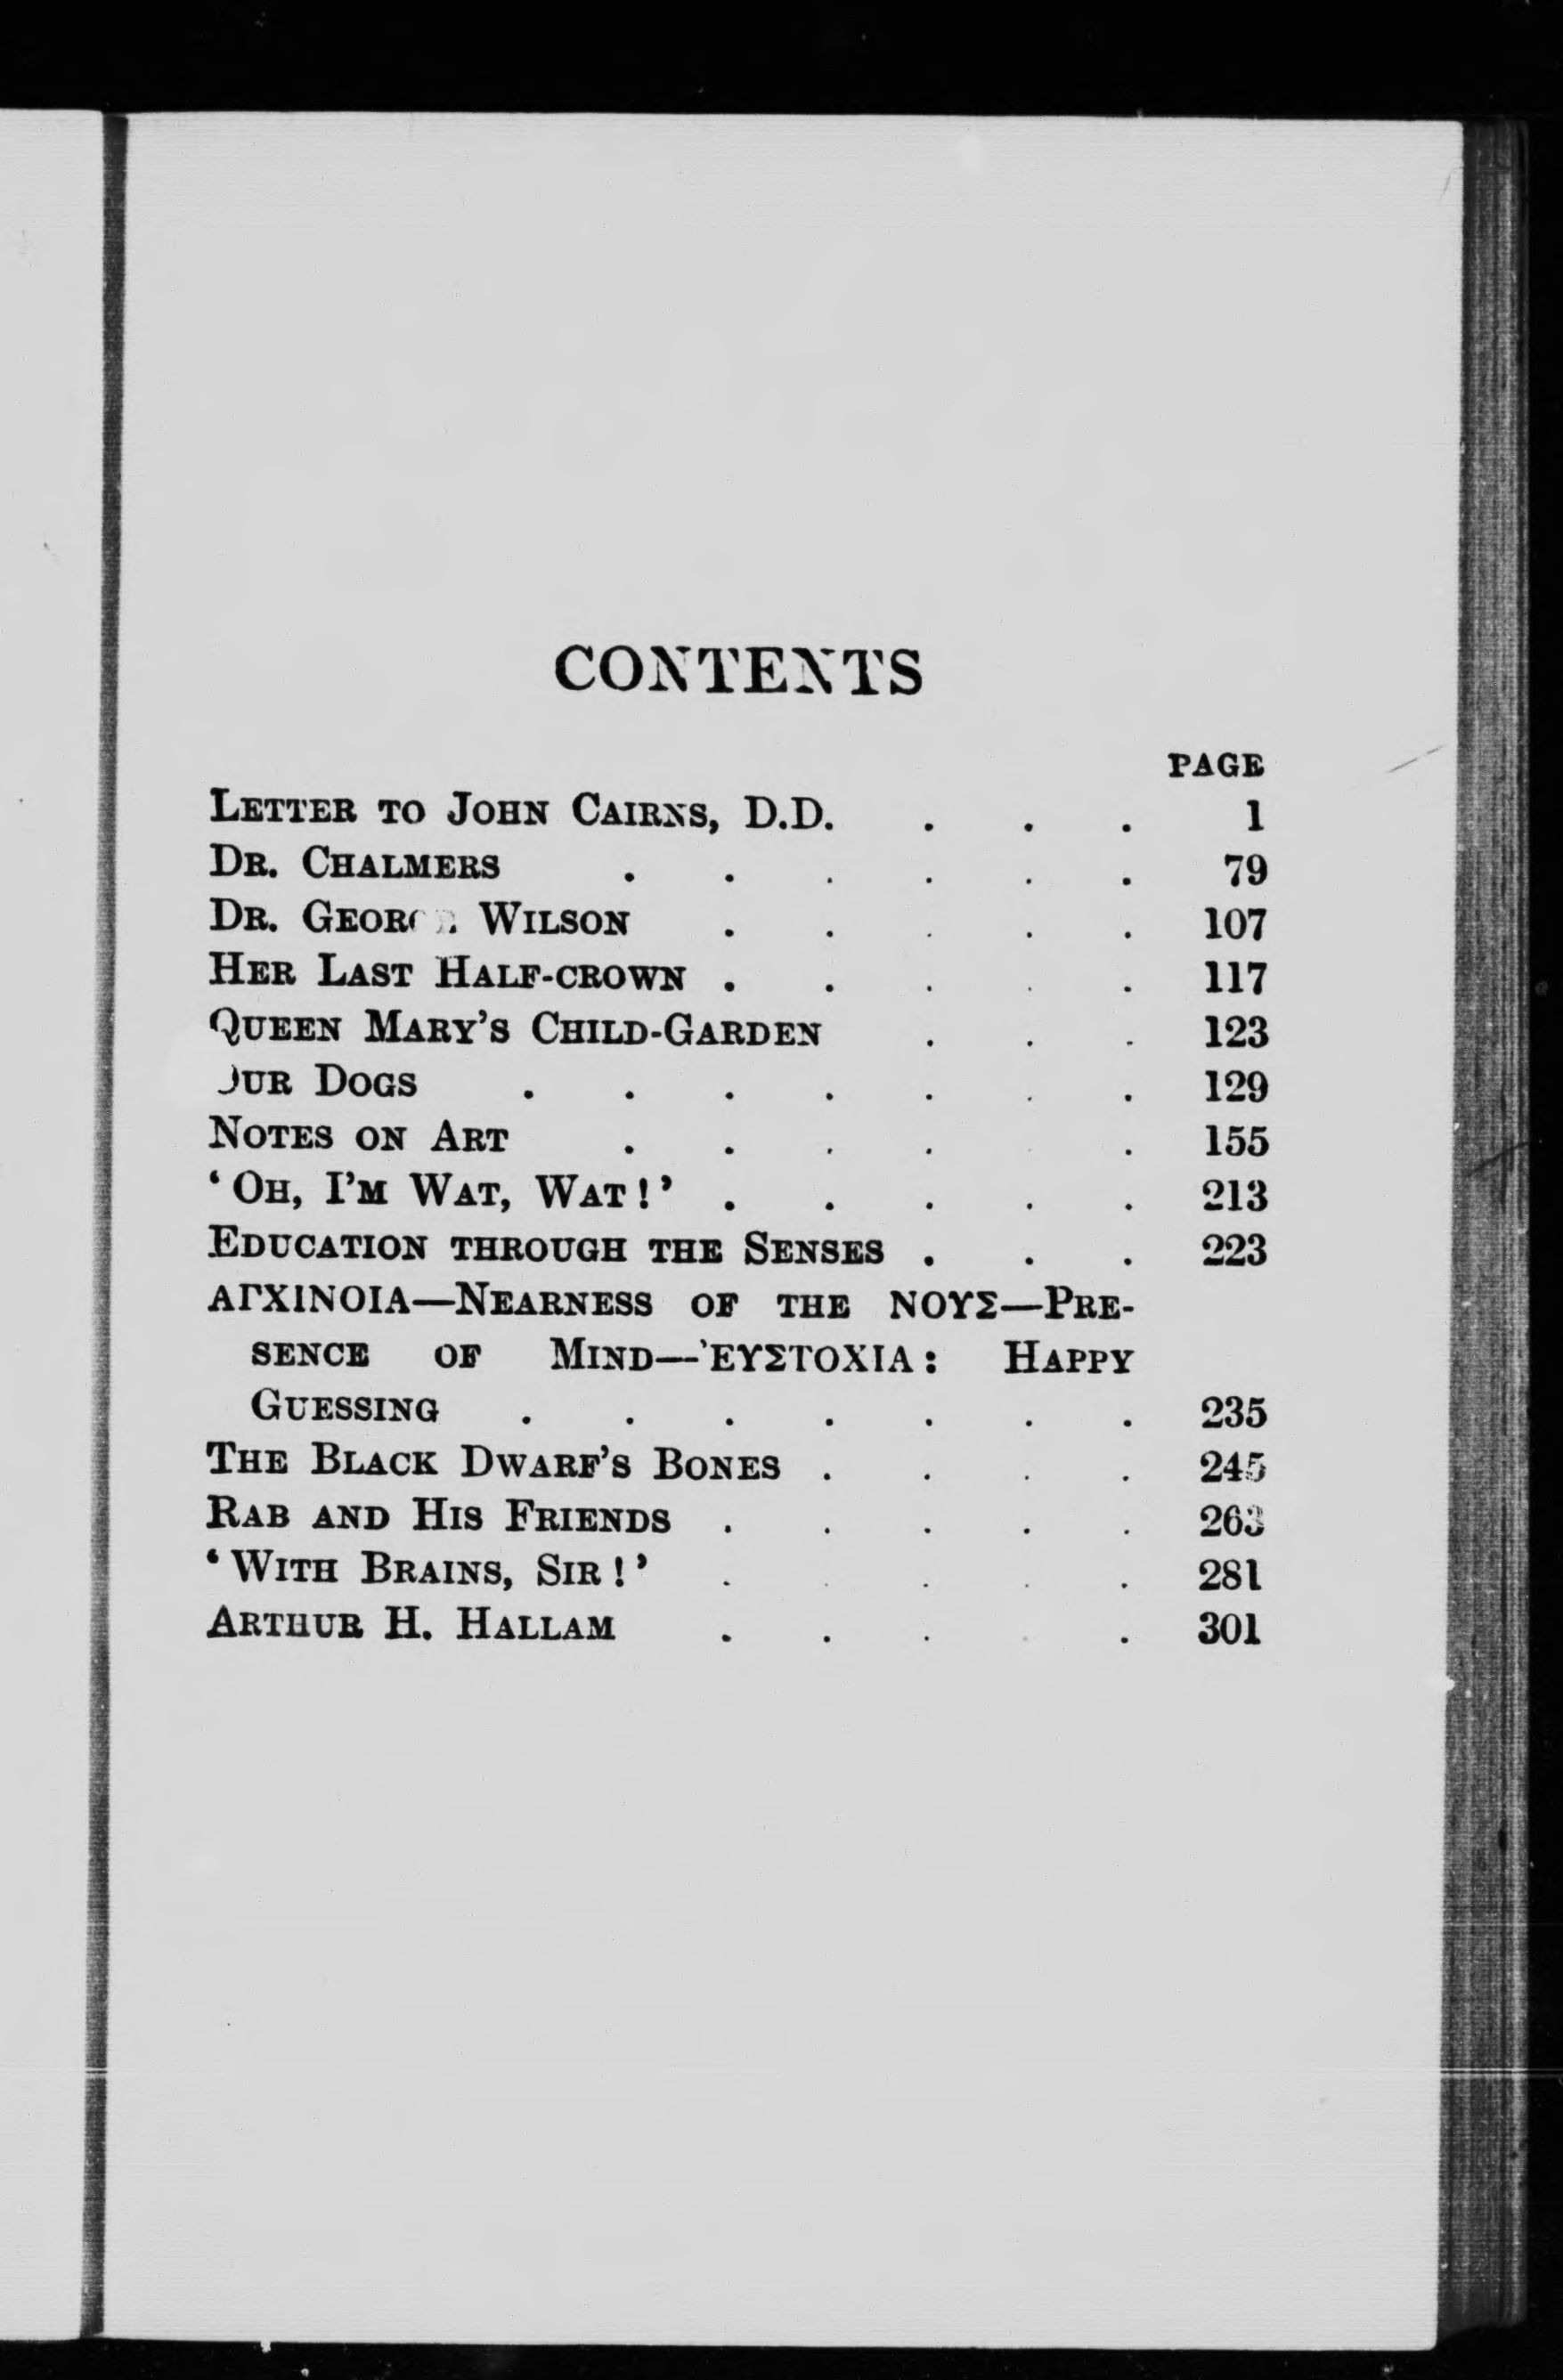 CONTENTS
PAGE
LETTER TO JOHN CAIRNS, D.D. . . . 1
DR. CHALMERS . . . . . . 79
DR. GEORGE WILSON . . . . . 107
HER LAST HALF-CROWN . . . . . 117
QUEEN MARY'S CHILD-GARDEN . . . 123
OUR DOGS . . . . . . . 129
NOTES ON ART . . . . . . 155
‘OH, I'M WAT, WAT!’ . . . . . 213
EDUCATION THROUGH THE SENSES . . . 223
ΑΓΧΙΝΟΙΑ—NEARNESS OF THE ΝΟΥΣ—PRE-
SENCE OF MIND—'ΕΥΣΤΟΧΙΑ: HAPPY
GUESSING . . . . . . . 235
THE BLACK DWARF'S BONES . . . . 245
RAB AND HIS FRIENDS . . . . . 263
‘WITH BRAINS, SIR!’ . . . . . 281
ARTHUR H. HALLAM . . . . . 301